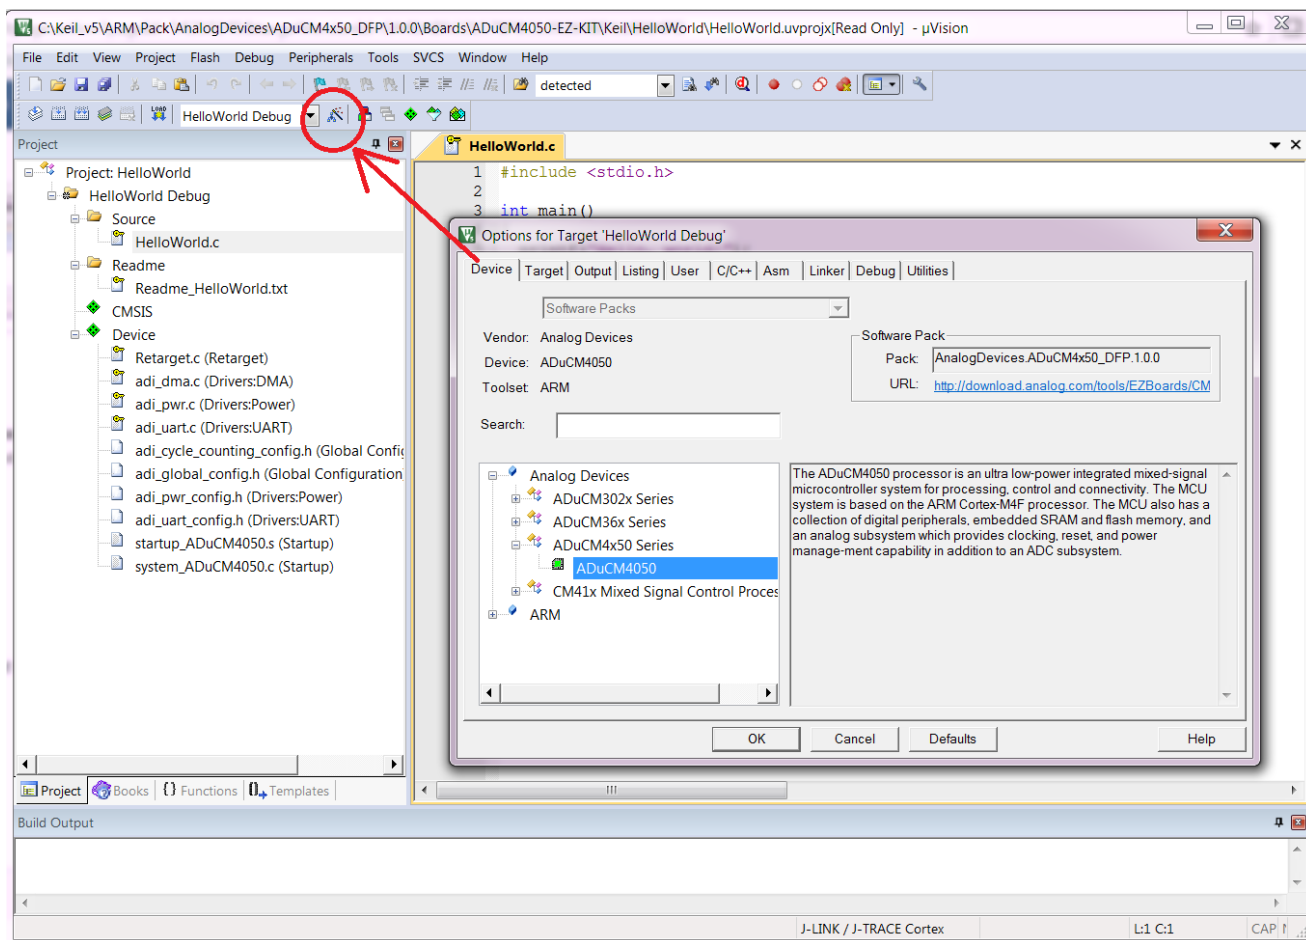 C:\Keil_v5\ARM\Pack\AnalogDevices\ADuCM4x50_DFP\1.0.0\Boards\ADuCM4050-EZ-KIT\Keil\HelloWorld\HelloWorld.uvprojx[Read Only] - µVision
File Edit View Project Flash Debug Peripherals Tools SVCS Window Help
detected
LOAD
HelloWorld Debug
Project
Project: HelloWorld
HelloWorld Debug
Source
HelloWorld.c
Readme
Readme_HelloWorld.txt
CMSIS
Device
Retarget.c (Retarget)
adi_dma.c (Drivers:DMA)
adi_pwr.c (Drivers:Power)
adi_uart.c (Drivers:UART)
adi_cycle_counting_config.h (Global Config
adi_global_config.h (Global Configuration
adi_pwr_config.h (Drivers:Power)
adi_uart_config.h (Drivers:UART)
startup_ADuCM4050.s (Startup)
system_ADuCM4050.c (Startup)
Project Books Functions Templates
HelloWorld.c
1 #include <stdio.h>
2
3 int main()
Options for Target 'HelloWorld Debug'
Device Target Output Listing User C/C++ Asm Linker Debug Utilities
Software Packs
Vendor: Analog Devices
Device: ADuCM4050
Toolset: ARM
Search:
Software Pack
Pack: AnalogDevices.ADuCM4x50_DFP.1.0.0
URL: http://download.analog.com/tools/EZBoards/CM
Analog Devices
ADuCM302x Series
ADuCM36x Series
ADuCM4x50 Series
ADuCM4050
CM41x Mixed Signal Control Proces
ARM
The ADuCM4050 processor is an ultra low-power integrated mixed-signal
microcontroller system for processing, control and connectivity. The MCU
system is based on the ARM Cortex-M4F processor. The MCU also has a
collection of digital peripherals, embedded SRAM and flash memory, and
an analog subsystem which provides clocking, reset, and power
manage-ment capability in addition to an ADC subsystem.
OK Cancel Defaults Help
Build Output
J-LINK / J-TRACE Cortex L:1 C:1 CAP